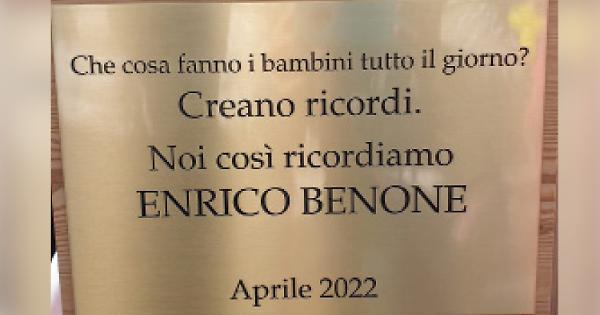 Che cosa fanno i bambini tutto il giorno?
Creano ricordi.
Noi così ricordiamo
ENRICO BENONE
Aprile 2022